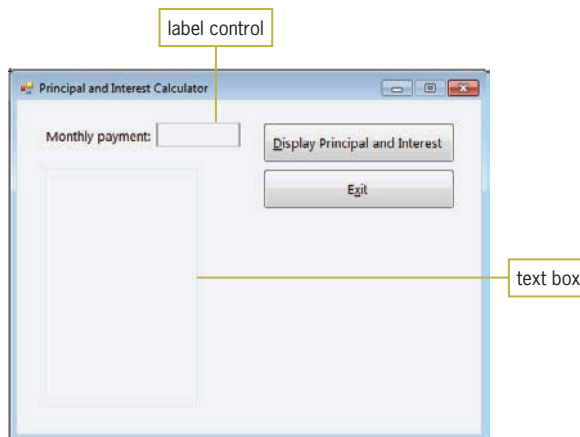 label control
Principal and Interest Calculator
Monthly payment:
Display Principal and Interest
Exit
text box